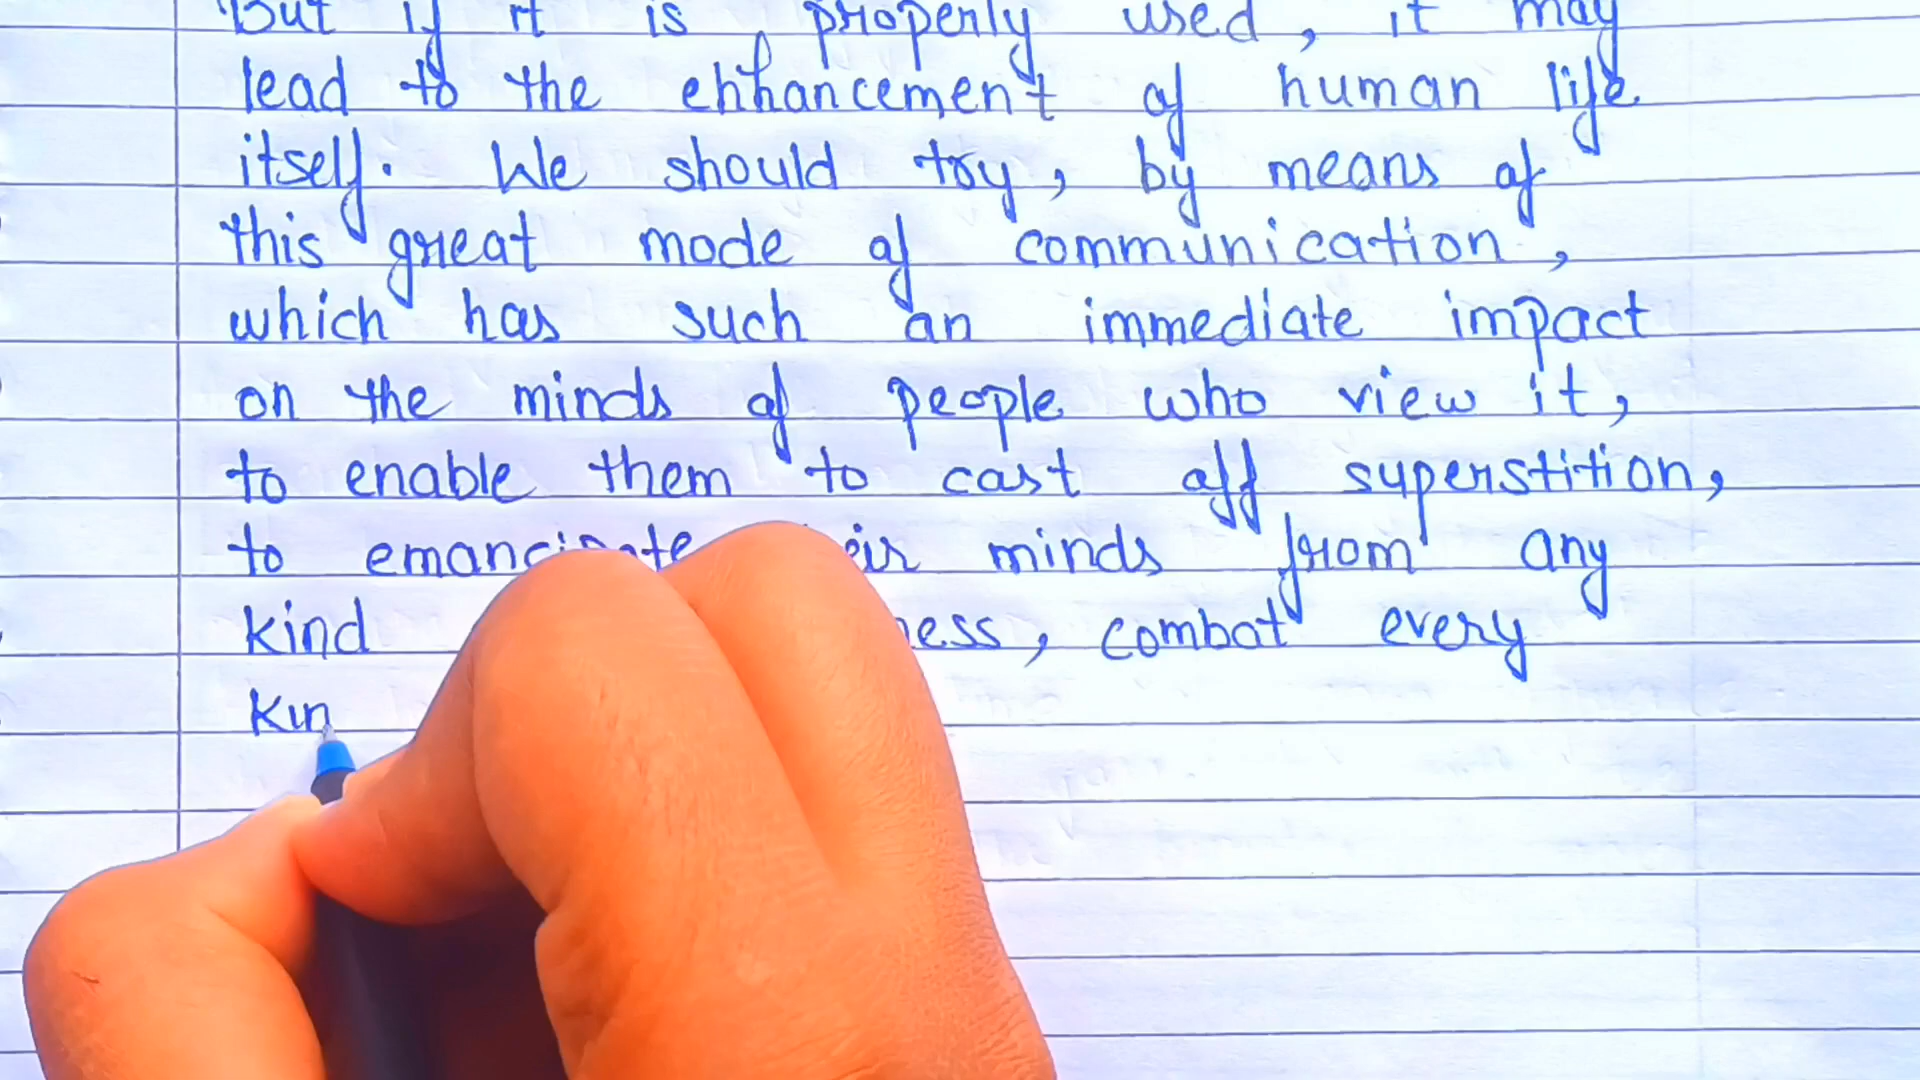 But if it is properly used, it may
lead to the enhancement of human life
itself. We should try, by means of
this great mode of communication,
which has such an immediate impact
on the minds of people who view it,
to enable them to cast off superstition,
to minds from any
kind combat every
Kin